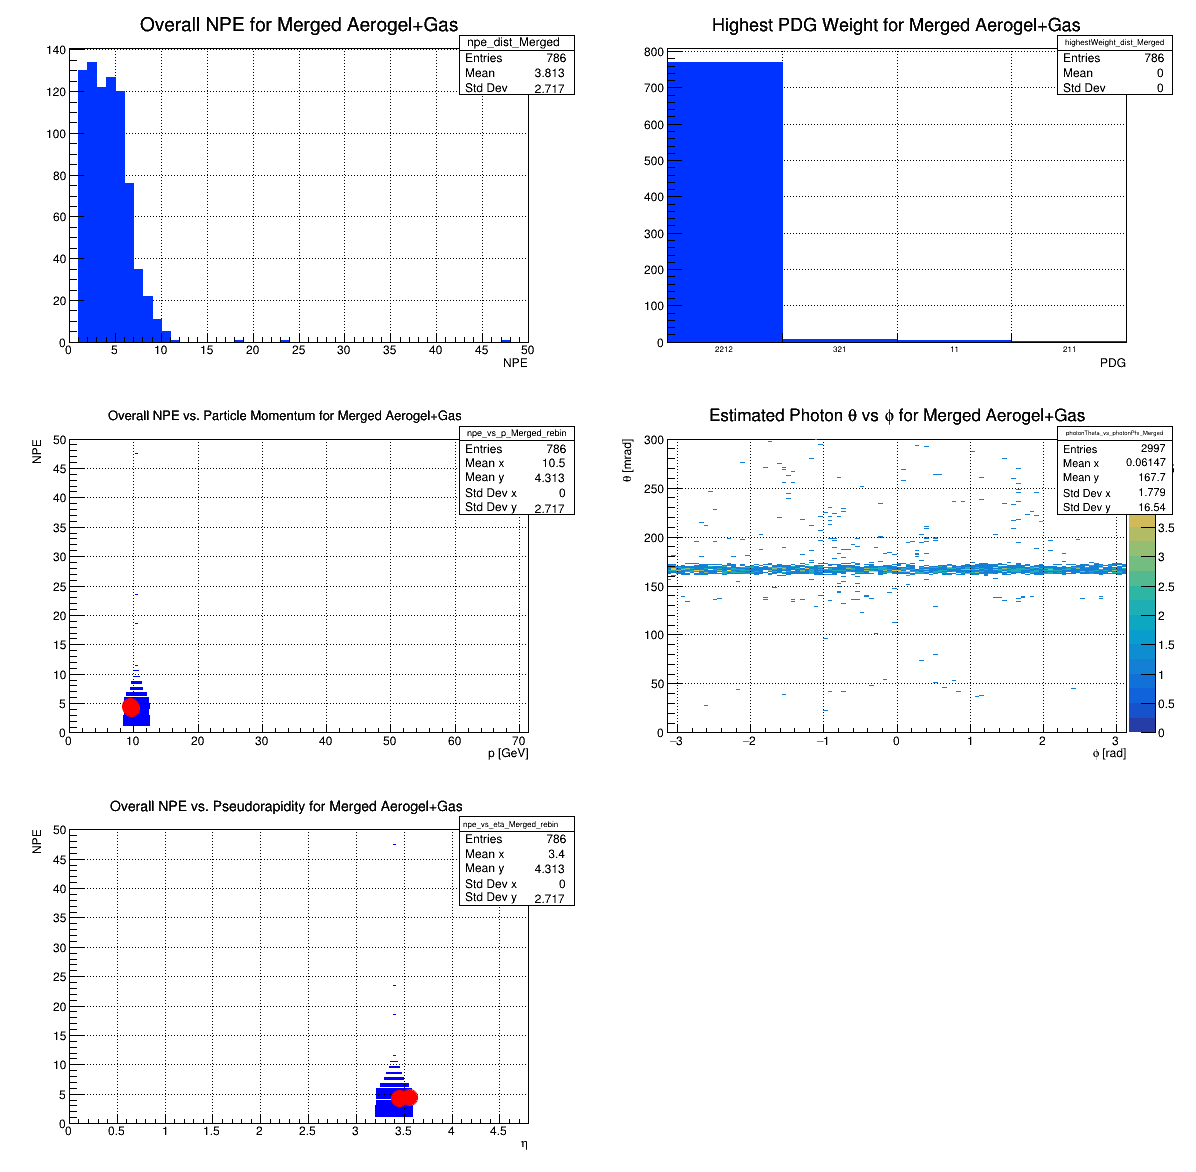 Overall NPE for Merged Aerogel+Gas
npe_dist_Merged
Entries 786
Mean 3.813
Std Dev 2.717
140
120
100
80
60
40
20
0
0 5 10 15 20 25 30 35 40 45 50
NPE
Highest PDG Weight for Merged Aerogel+Gas
highestWeight_dist_Merged
Entries 786
Mean 0
Std Dev 0
800
700
600
500
400
300
200
100
0
2212 321 11 211
PDG
Overall NPE vs. Particle Momentum for Merged Aerogel+Gas
npe_vs_p_Merged_rebin
Entries 786
Mean x 10.5
Mean y 4.313
Std Dev x 0
Std Dev y 2.717
NPE
50
45
40
35
30
25
20
15
10
5
0
0 10 20 30 40 50 60 70
p [GeV]
Estimated Photon θ vs ϕ for Merged Aerogel+Gas
photonTheta_vs_photonPhi_Merged
Entries 2997
Mean x 0.06147
Mean y 167.7
Std Dev x 1.779
Std Dev y 16.54
θ [mrad]
300
250
200
150
100
50
0
−3 −2 −1 0 1 2 3
ϕ [rad]
3.5
3
2.5
2
1.5
1
0.5
0
Overall NPE vs. Pseudorapidity for Merged Aerogel+Gas
npe_vs_eta_Merged_rebin
Entries 786
Mean x 3.4
Mean y 4.313
Std Dev x 0
Std Dev y 2.717
NPE
50
45
40
35
30
25
20
15
10
5
0
0 0.5 1 1.5 2 2.5 3 3.5 4 4.5
η